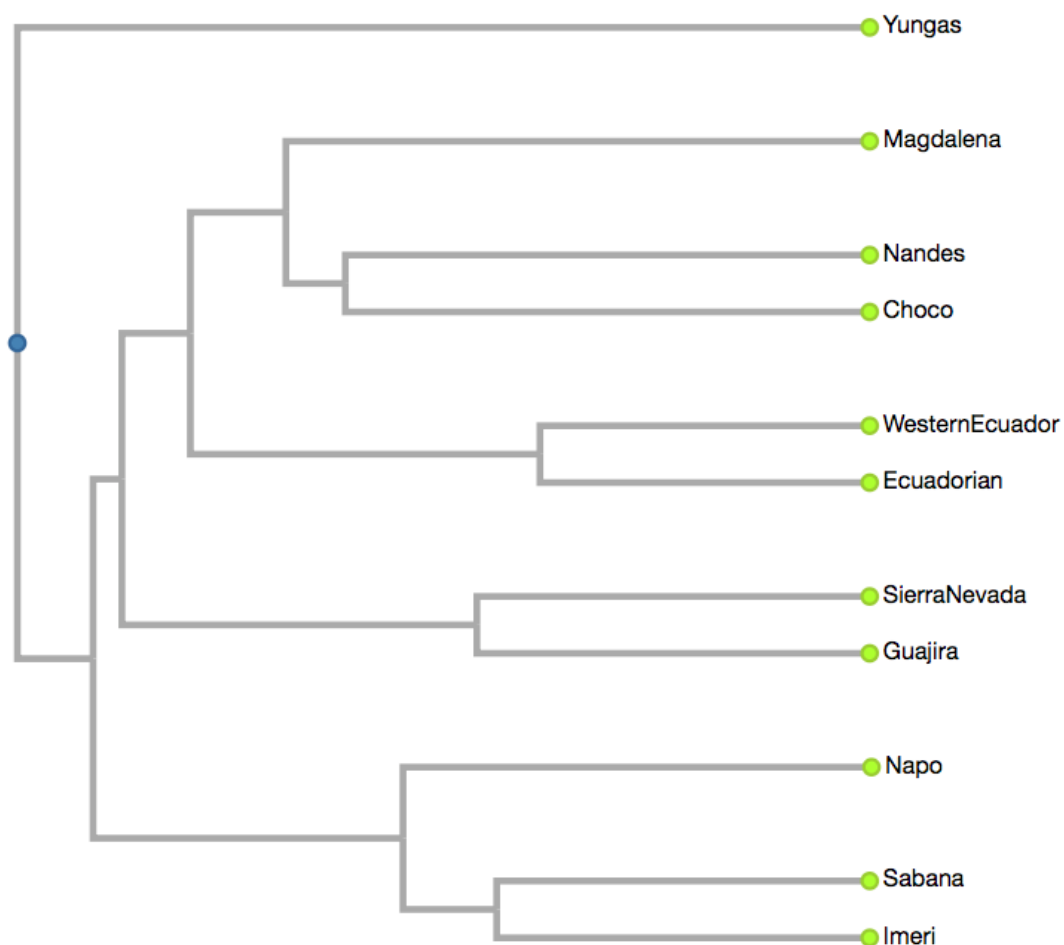 Yungas
Magdalena
Nandes
Choco
WesternEcuador
Ecuadorian
SierraNevada
Guajira
Napo
Sabana
Imeri